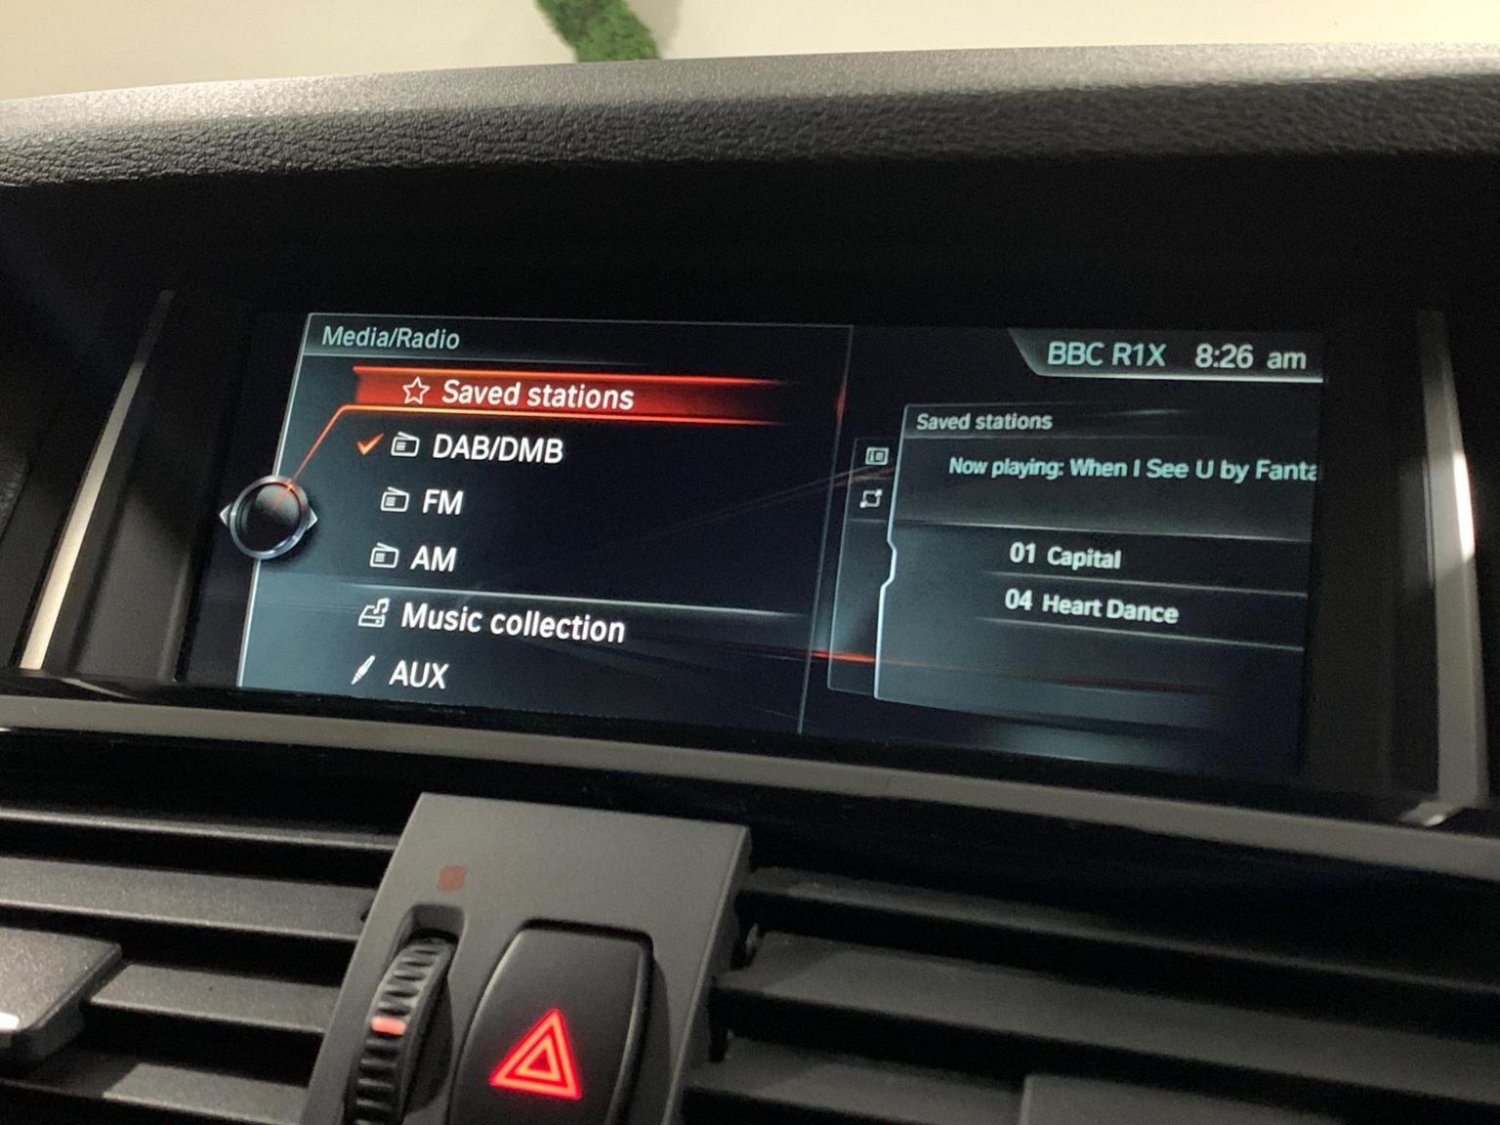 Media/Radio
BBC R1X 8:26 am
Saved stations
DAB/DMB
FM
AM
Music collection
AUX
Saved stations
Now playing: When I See U by Fanta
01 Capital
04 Heart Dance